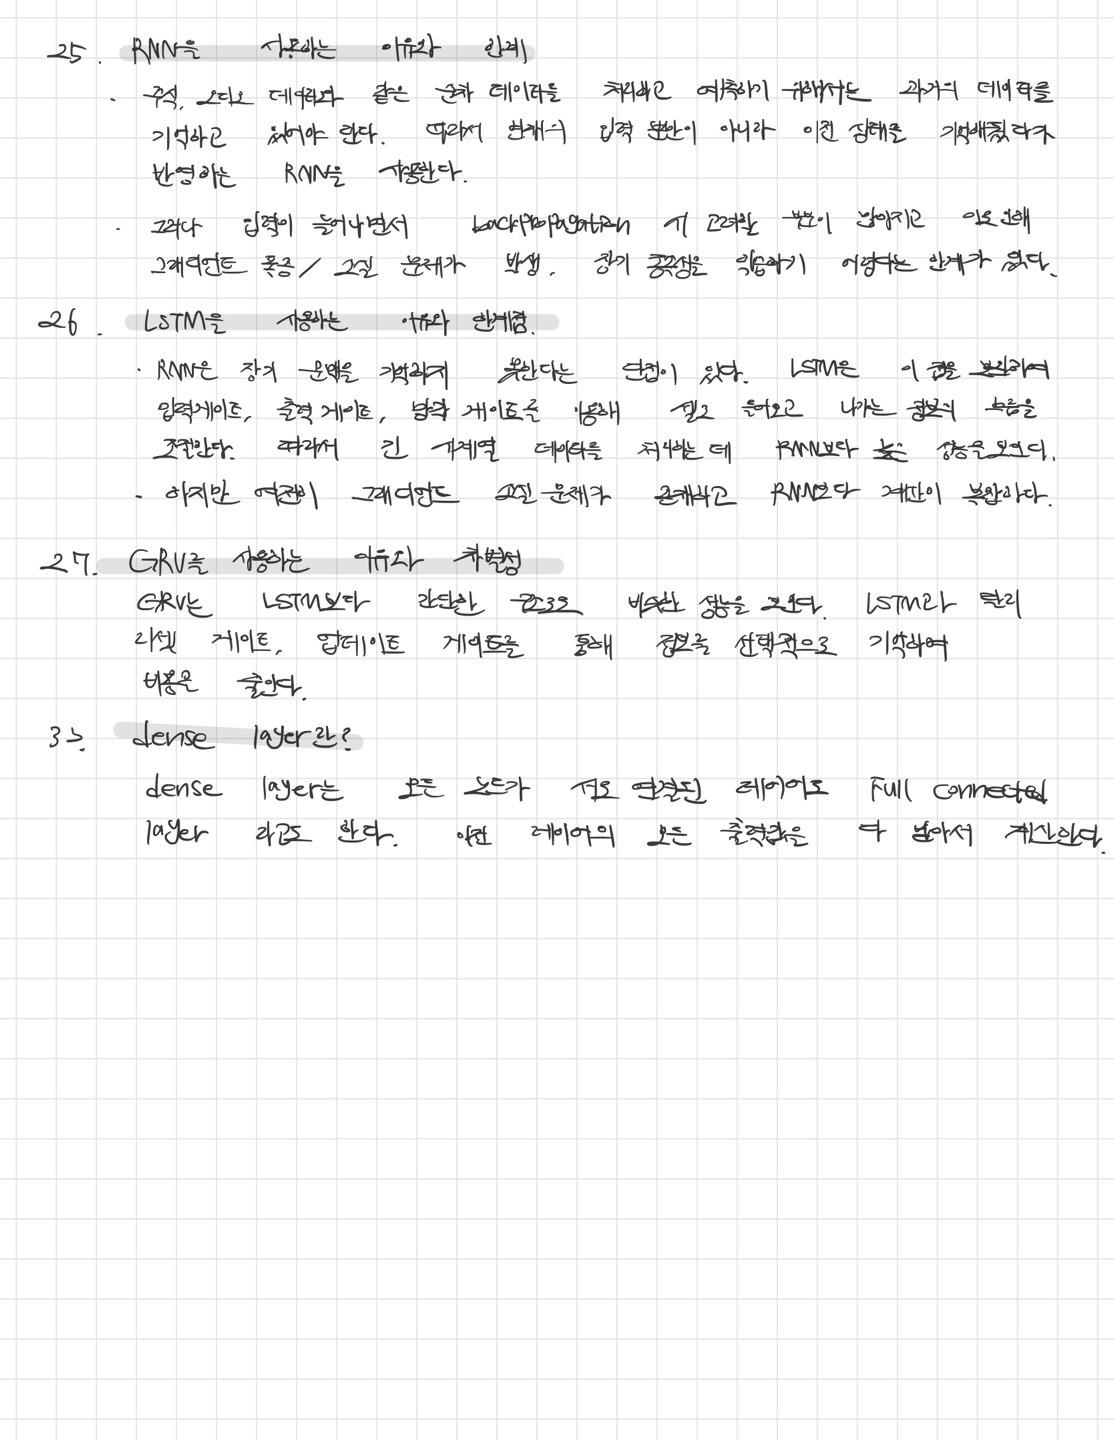 25. RNN을 사용하는 이유와 한계
· 주식, 오디오 데이터와 같은 순차 데이터를 처리하고 예측하기 위해서는 과거의 데이터를
기억하고 있어야 한다. 따라서 현재의 입력 뿐만이 아니라 이전 상태를 기억해뒀다가
반영하는 RNN을 사용한다.
· 그러나 입력이 늘어나면서 backpropagation 시 고려할 부분이 많아지고 이로 인해
그래디언트 폭증 / 소실 문제가 발생. 장기 종속성을 학습하기 어렵다는 한계가 있다.
26. LSTM을 사용하는 이유와 한계점.
· RNN은 장기 문맥을 기억하지 못한다는 단점이 있다. LSTM은 이 점을 보완하여
입력게이트, 출력 게이트, 망각 게이트를 이용해 셀로 들어오고 나가는 정보의 흐름을
조절한다. 따라서 긴 시계열 데이터를 처리하는 데 RNN보다 높은 성능을 보인다.
· 하지만 여전히 그래디언트 소실 문제가 존재하고 RNN보다 계산이 복잡하다.
27. GRU를 사용하는 이유와 차별성
GRU는 LSTM보다 간단한 구조로 비슷한 성능을 보인다. LSTM과 달리
리셋 게이트, 업데이트 게이트를 통해 정보를 선택적으로 기억하여
비용을 줄인다.
32. dense layer란?
dense layer는 모든 노드가 서로 연결된 레이어로 Full connected
layer 라고도 한다. 이전 레이어의 모든 출력값을 다 받아서 계산한다.